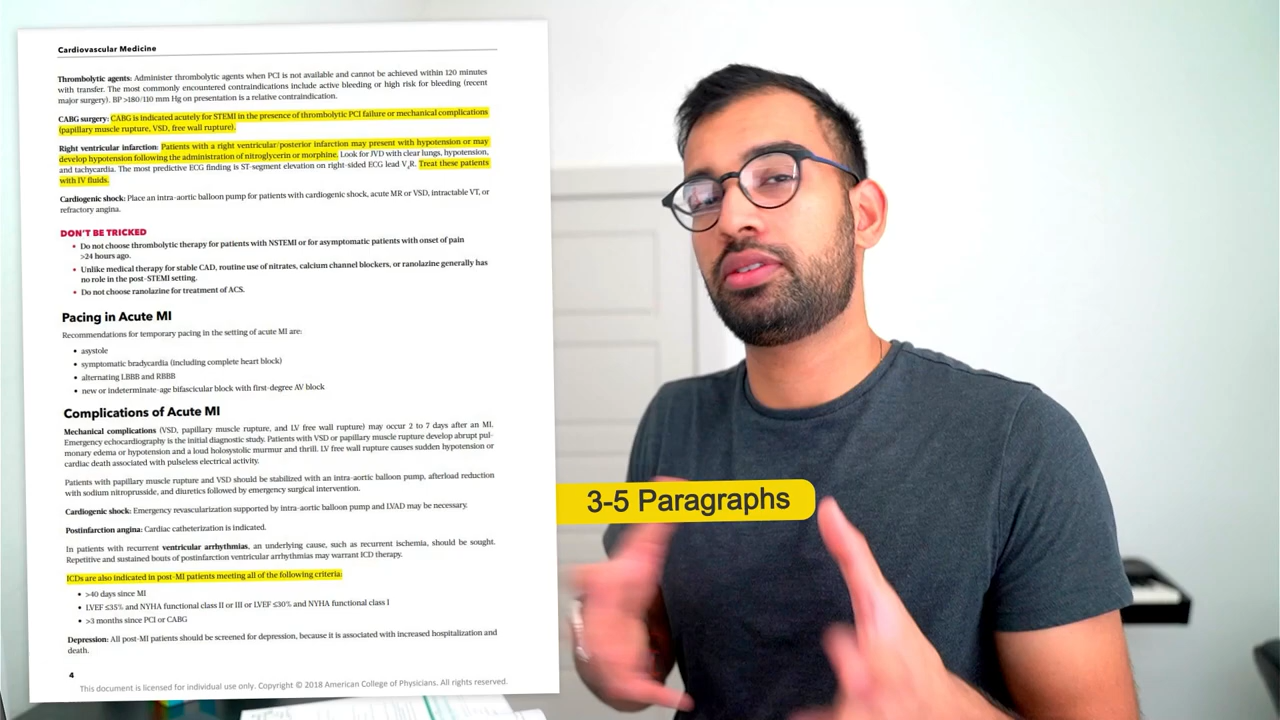 Cardiovascular Medicine
Thrombolytic agents: Administer thrombolytic agents when PCI is not available and cannot be achieved within 120 minutes
with transfer. The most commonly encountered contraindications include active bleeding or high risk for bleeding (recent
major surgery). BP >180/110 mm Hg on presentation is a relative contraindication.
CABG surgery: CABG is indicated acutely for STEMI in the presence of thrombolytic PCI failure or mechanical complications
(papillary muscle rupture, VSD, free wall rupture).
Right ventricular infarction: Patients with a right ventricular/posterior infarction may present with hypotension or may
develop hypotension following the administration of nitroglycerin or morphine. Look for JVD with clear lungs, hypotension,
and tachycardia. The most predictive ECG finding is ST-segment elevation on right-sided ECG lead V4R. Treat these patients
with IV fluids.
Cardiogenic shock: Place an intra-aortic balloon pump for patients with cardiogenic shock, acute MR or VSD, intractable VT, or
refractory angina.
DON'T BE TRICKED
• Do not choose thrombolytic therapy for patients with NSTEMI or for asymptomatic patients with onset of pain
>24 hours ago.
• Unlike medical therapy for stable CAD, routine use of nitrates, calcium channel blockers, or ranolazine generally has
no role in the post-STEMI setting.
• Do not choose ranolazine for treatment of ACS.
Pacing in Acute MI
Recommendations for temporary pacing in the setting of acute MI are:
• asystole
• symptomatic bradycardia (including complete heart block)
• alternating LBBB and RBBB
• new or indeterminate-age bifascicular block with first-degree AV block
Complications of Acute MI
Mechanical complications (VSD, papillary muscle rupture, and LV free wall rupture) may occur 2 to 7 days after an MI.
Emergency echocardiography is the initial diagnostic study. Patients with VSD or papillary muscle rupture develop abrupt pul-
monary edema or hypotension and a loud holosystolic murmur and thrill. LV free wall rupture causes sudden hypotension or
cardiac death associated with pulseless electrical activity.
Patients with papillary muscle rupture and VSD should be stabilized with an intra-aortic balloon pump, afterload reduction
with sodium nitroprusside, and diuretics followed by emergency surgical intervention.
Cardiogenic shock: Emergency revascularization supported by intra-aortic balloon pump and LVAD may be necessary.
Postinfarction angina: Cardiac catheterization is indicated.
In patients with recurrent ventricular arrhythmias, an underlying cause, such as recurrent ischemia, should be sought.
Repetitive and sustained bouts of postinfarction ventricular arrhythmias may warrant ICD therapy.
ICDs are also indicated in post-MI patients meeting all of the following criteria:
• >40 days since MI
• LVEF ≤35% and NYHA functional class II or III or LVEF ≤30% and NYHA functional class I
• >3 months since PCI or CABG
Depression: All post-MI patients should be screened for depression, because it is associated with increased hospitalization and
death.
4
This document is licensed for individual use only. Copyright © 2018 American College of Physicians. All rights reserved.
3-5 Paragraphs